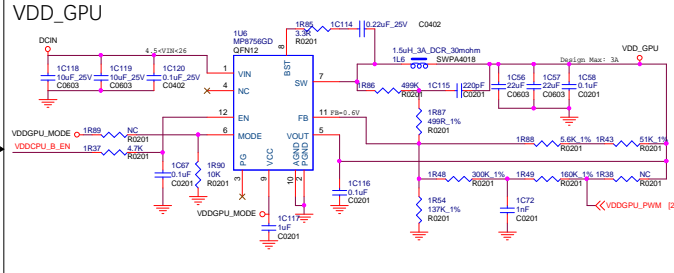 VDD_GPU
DCIN
4.5<VIN<26
1C118
10uF_25V
C0603
1C119
10uF_25V
C0603
1C120
0.1uF_25V
C0402
1U6
MP8756GD
QFN12
1R85
3.3R
R0201
1C114
0.22uF_25V
C0402
1 VIN
4 NC
12 EN
6 MODE
8 BST
SW 7
FB 11
VOUT 5
PG 3
VCC 9
AGND 10
PGND 2
FB=0.6V
1.5uH_3A_DCR_30mohm
1L6
SWPA4018
Design Max: 3A
VDD_GPU
1R86
499K
R0201
1C115
220pF
C0201
1C56
22uF
C0603
1C57
22uF
C0603
1C58
0.1uF
C0201
1R87
499R_1%
R0201
1R88
5.6K_1%
R0201
1R43
51K_1%
R0201
VDDGPU_MODE
1R89
NC
R0201
VDDCPU_B_EN
1R37
4.7K
R0201
1C67
0.1uF
C0201
1R90
10K
R0201
VDDGPU_MODE
1C117
1uF
C0201
1C116
0.1uF
C0201
1R48
300K_1%
R0201
1R49
160K_1%
R0201
1R38
NC
R0201
1R54
137K_1%
R0201
1C72
1nF
C0201
VDDGPU_PWM [2